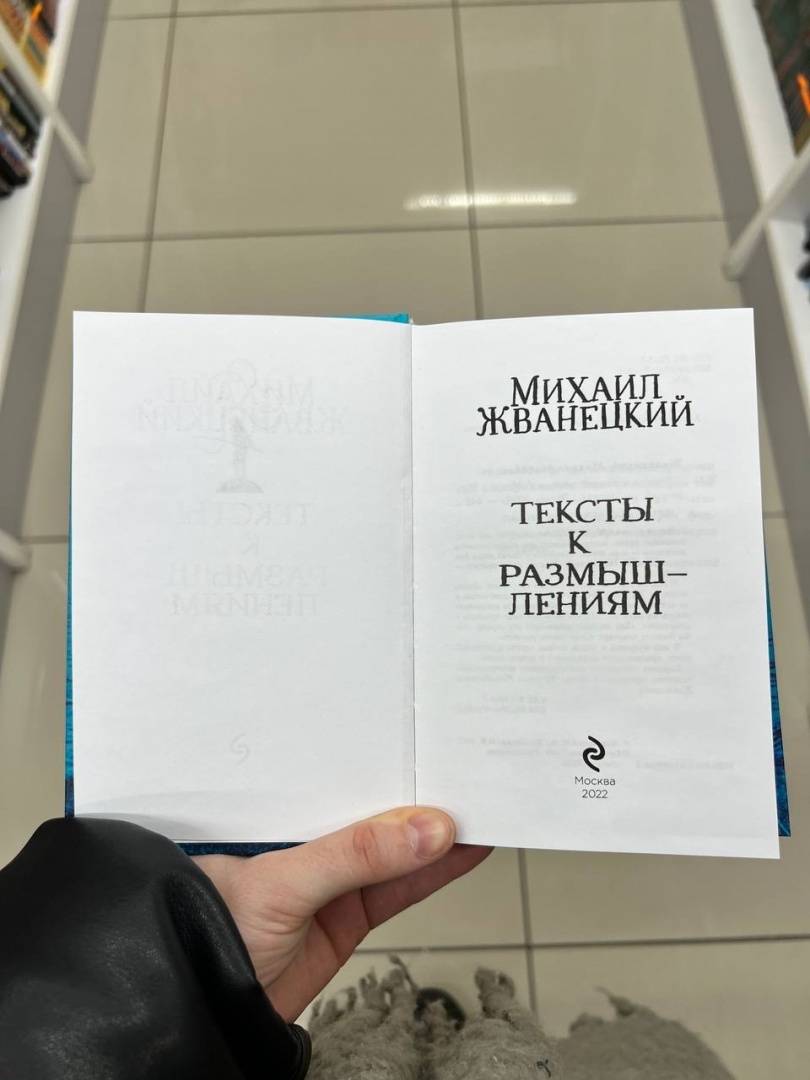 МИХАИЛ
ЖВАНЕЦКИЙ
ТЕКСТЫ
К
РАЗМЫШ–
ЛЕНИЯМ
Москва
2022